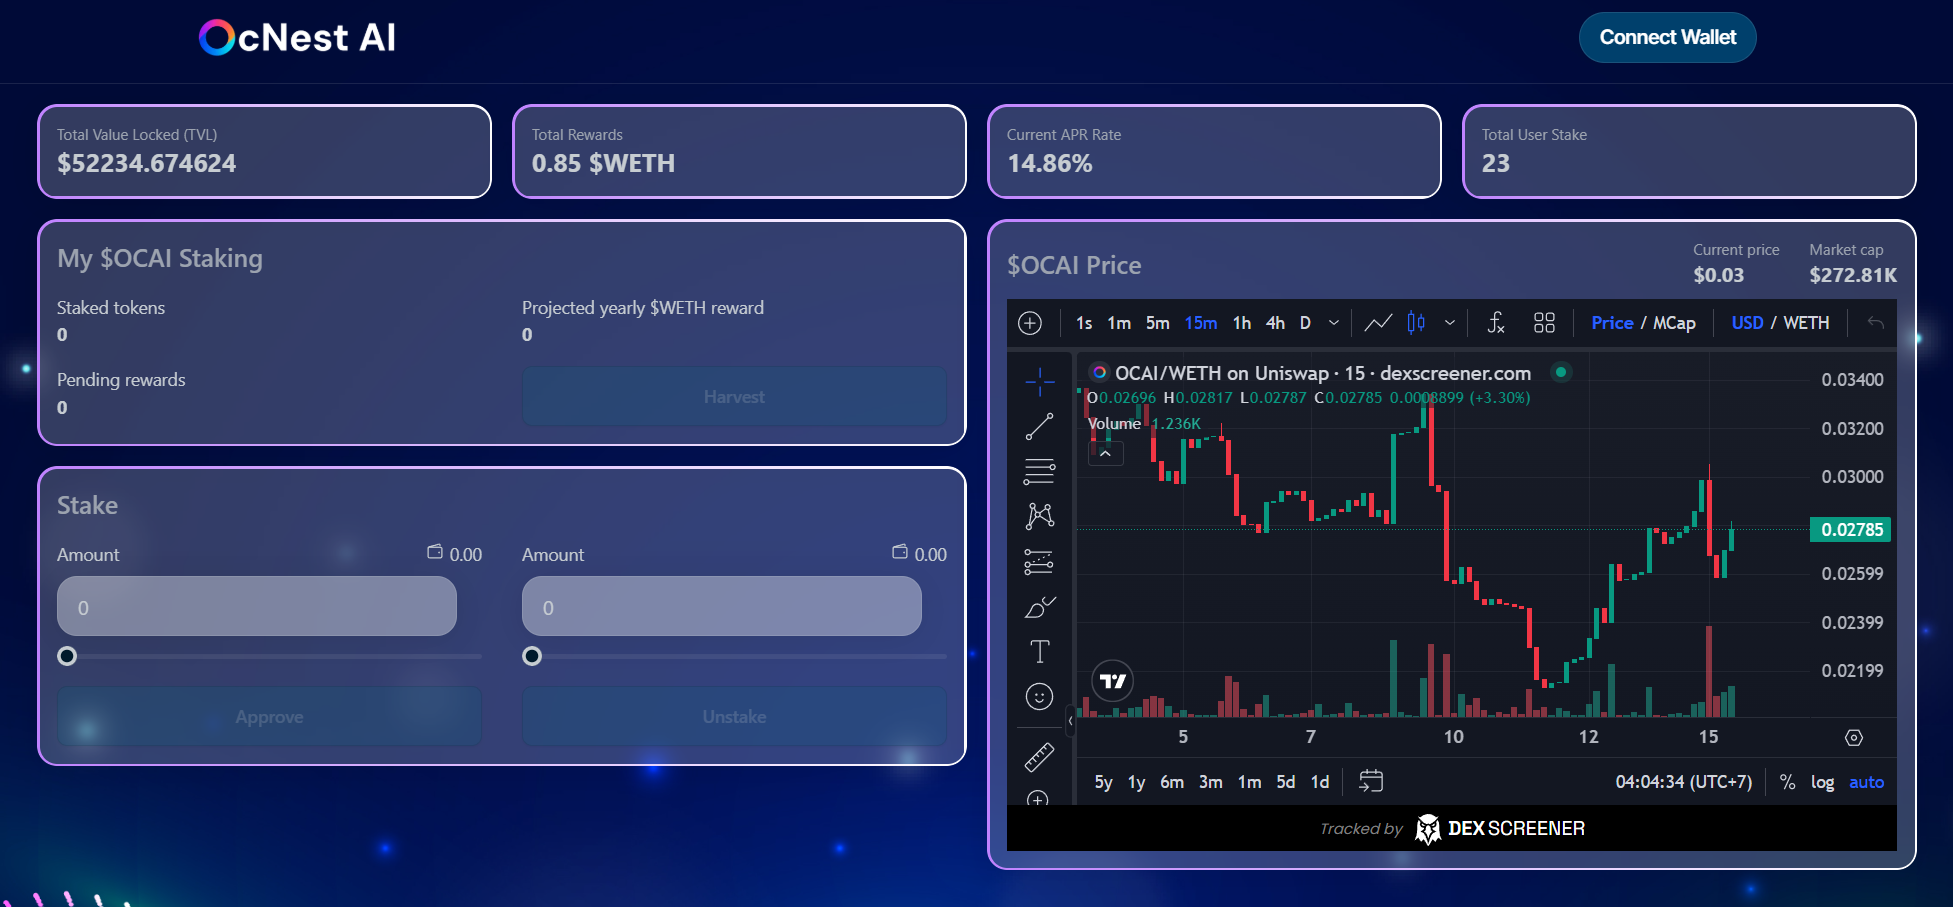 OcNest AI
Connect Wallet
Total Value Locked (TVL)
$52234.674624
Total Rewards
0.85 $WETH
Current APR Rate
14.86%
Total User Stake
23
My $OCAI Staking
Staked tokens
0
Projected yearly $WETH reward
0
Pending rewards
0
Harvest
Stake
Amount 0.00
0
Approve
Amount 0.00
0
Unstake
$OCAI Price
Current price
$0.03
Market cap
$272.81K
1s 1m 5m 15m 1h 4h D Price / MCap USD / WETH
OCAI/WETH on Uniswap · 15 · dexscreener.com
O0.02696 H0.02817 L0.02787 C0.02785 0.0008899 (+3.30%)
Volume 1.236K
0.03400
0.03200
0.03000
0.02785
0.02599
0.02399
0.02199
5 7 10 12 15
5y 1y 6m 3m 1m 5d 1d 04:04:34 (UTC+7) % log auto
Tracked by DEX SCREENER